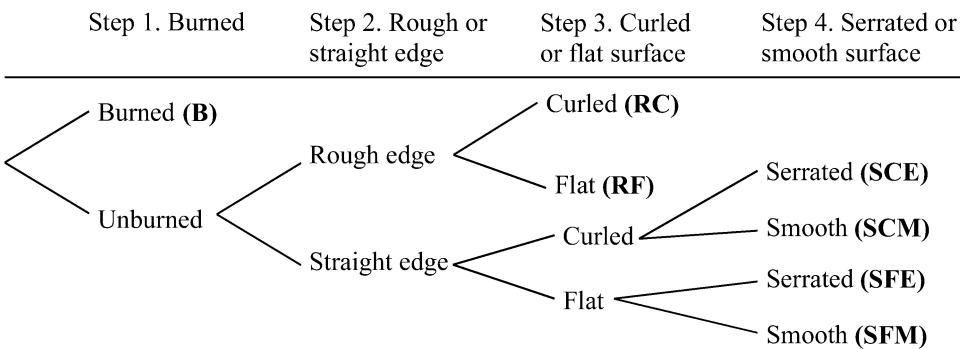 Step 1. Burned
Step 2. Rough or
straight edge
Step 3. Curled
or flat surface
Step 4. Serrated or
smooth surface
Burned (B)
Unburned
Rough edge
Straight edge
Curled (RC)
Flat (RF)
Curled
Flat
Serrated (SCE)
Smooth (SCM)
Serrated (SFE)
Smooth (SFM)